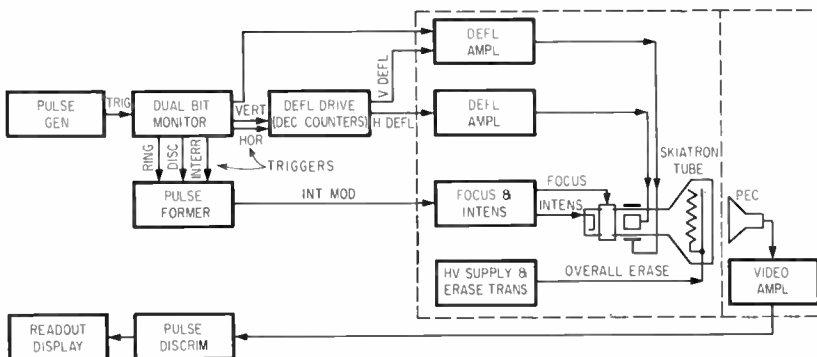 PULSE
GEN
TRIG
DUAL BIT
MONITOR
VERT
HOR
DEFL DRIVE
(DEC COUNTERS)
V DEFL
H DEFL
DEFL
AMPL
DEFL
AMPL
RING
DISC
INTERR
TRIGGERS
PULSE
FORMER
INT MOD
FOCUS &
INTENS
FOCUS
INTENS
SKIATRON
TUBE
PEC
HV SUPPLY &
ERASE TRANS
OVERALL ERASE
VIDEO
AMPL
READOUT
DISPLAY
PULSE
DISCRIM